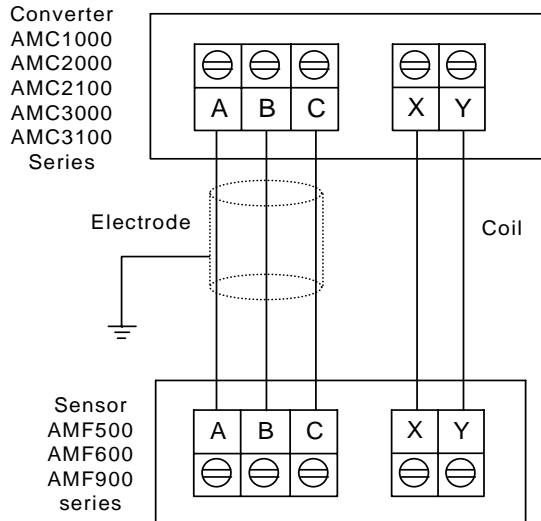 Converter
AMC1000
AMC2000
AMC2100
AMC3000
AMC3100
Series
A B C X Y
Electrode
Coil
Sensor
AMF500
AMF600
AMF900
series
A B C X Y